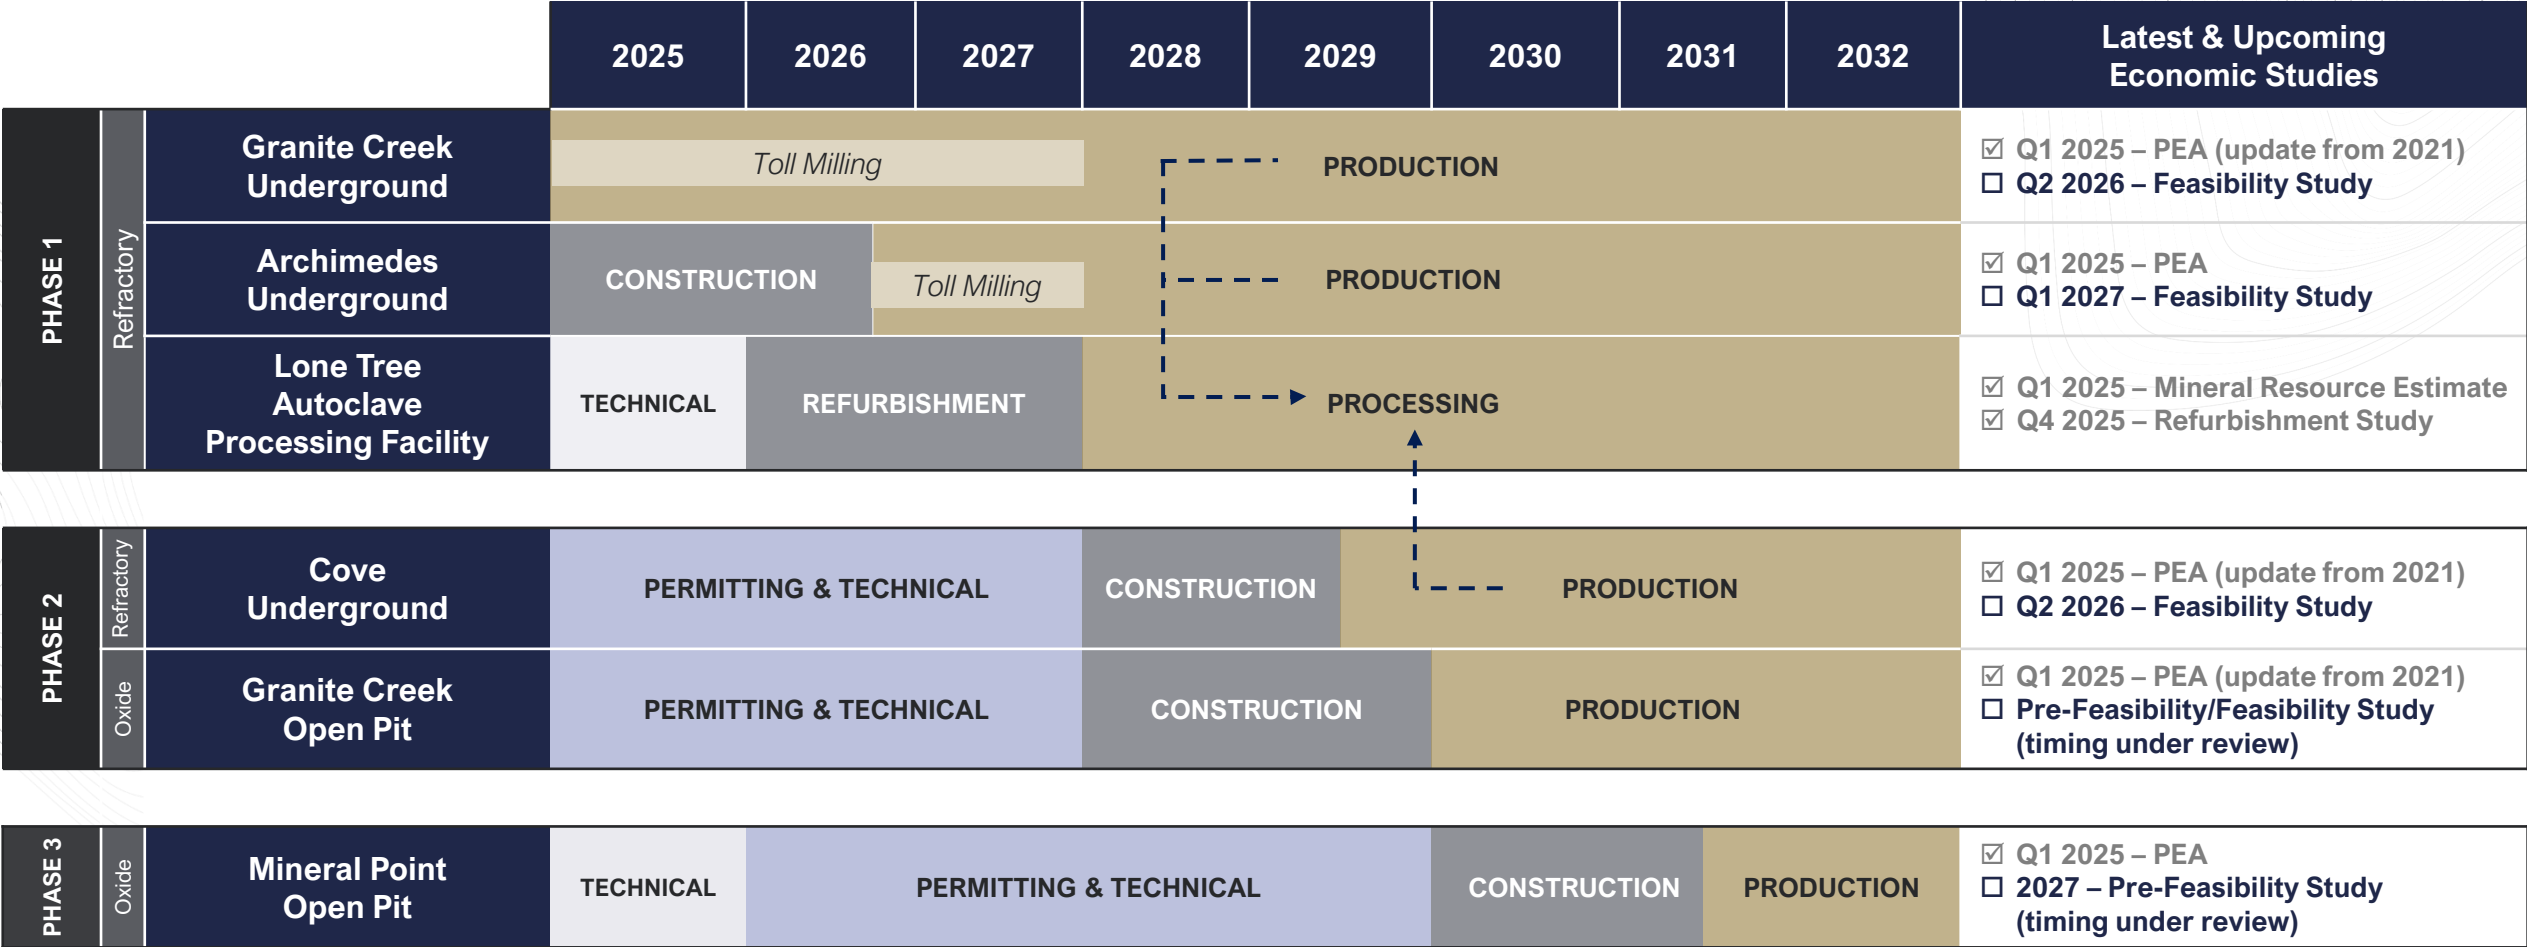 2025
2026
2027
2028
2029
2030
2031
2032
Latest & Upcoming
Economic Studies
PHASE 1
Refractory
Granite Creek
Underground
Toll Milling
PRODUCTION
☑ Q1 2025 – PEA (update from 2021)
☐ Q2 2026 – Feasibility Study
Archimedes
Underground
CONSTRUCTION
Toll Milling
PRODUCTION
☑ Q1 2025 – PEA
☐ Q1 2027 – Feasibility Study
Lone Tree
Autoclave
Processing Facility
TECHNICAL
REFURBISHMENT
PROCESSING
☑ Q1 2025 – Mineral Resource Estimate
☑ Q4 2025 – Refurbishment Study
PHASE 2
Refractory
Cove
Underground
PERMITTING & TECHNICAL
CONSTRUCTION
PRODUCTION
☑ Q1 2025 – PEA (update from 2021)
☐ Q2 2026 – Feasibility Study
Oxide
Granite Creek
Open Pit
PERMITTING & TECHNICAL
CONSTRUCTION
PRODUCTION
☑ Q1 2025 – PEA (update from 2021)
☐ Pre-Feasibility/Feasibility Study
(timing under review)
PHASE 3
Oxide
Mineral Point
Open Pit
TECHNICAL
PERMITTING & TECHNICAL
CONSTRUCTION
PRODUCTION
☑ Q1 2025 – PEA
☐ 2027 – Pre-Feasibility Study
(timing under review)